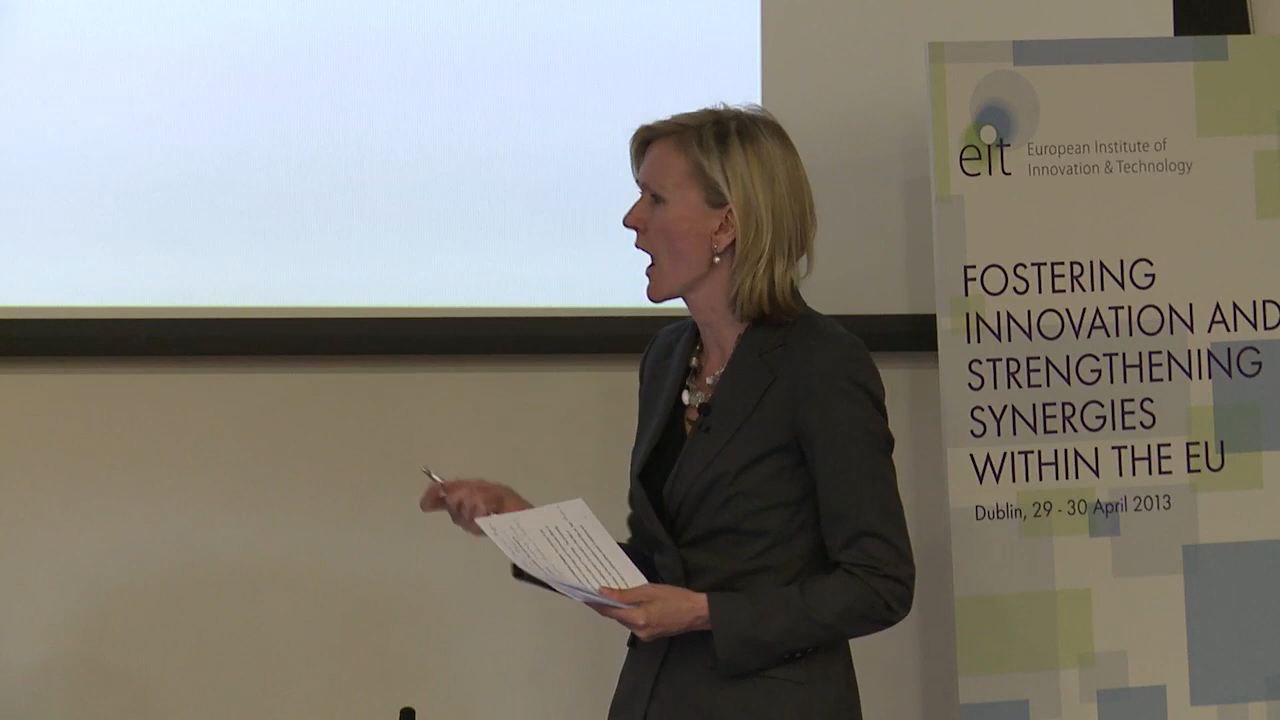 eit
European Institute of
Innovation & Technology
FOSTERING
INNOVATION AND
STRENGTHENING
SYNERGIES
WITHIN THE EU
Dublin, 29 - 30 April 2013